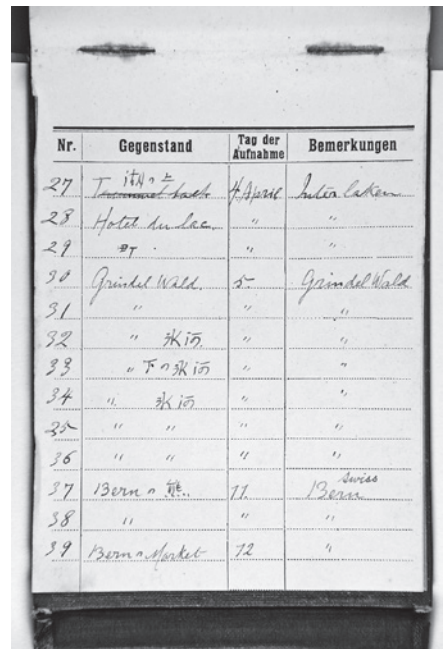 Nr. Gegenstand Tag der Aufnahme Bemerkungen
湖の上
27 4 April Interlaken
28 Hotel du Lac. " "
29 町 . " "
30 Grindel Wald. 5- Grindel Wald
31 " " "
32 " 氷河 " "
33 " 下の氷河 " "
34 " 氷河 " "
35 " " " "
36 " " " "
Swiss
37 Bern の 熊.. 11. Bern
38 " " "
39 Bern の Market 12 "